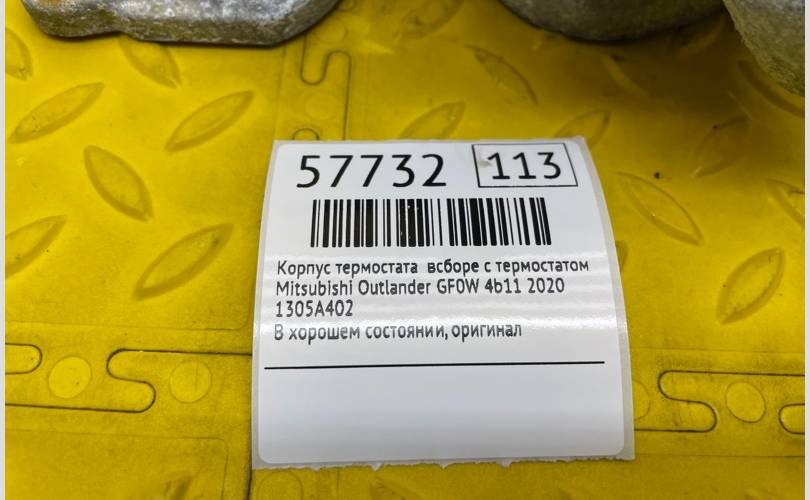 57732 113
Корпус термостата всборе с термостатом
Mitsubishi Outlander GF0W 4b11 2020
1305A402
В хорошем состоянии, оригинал